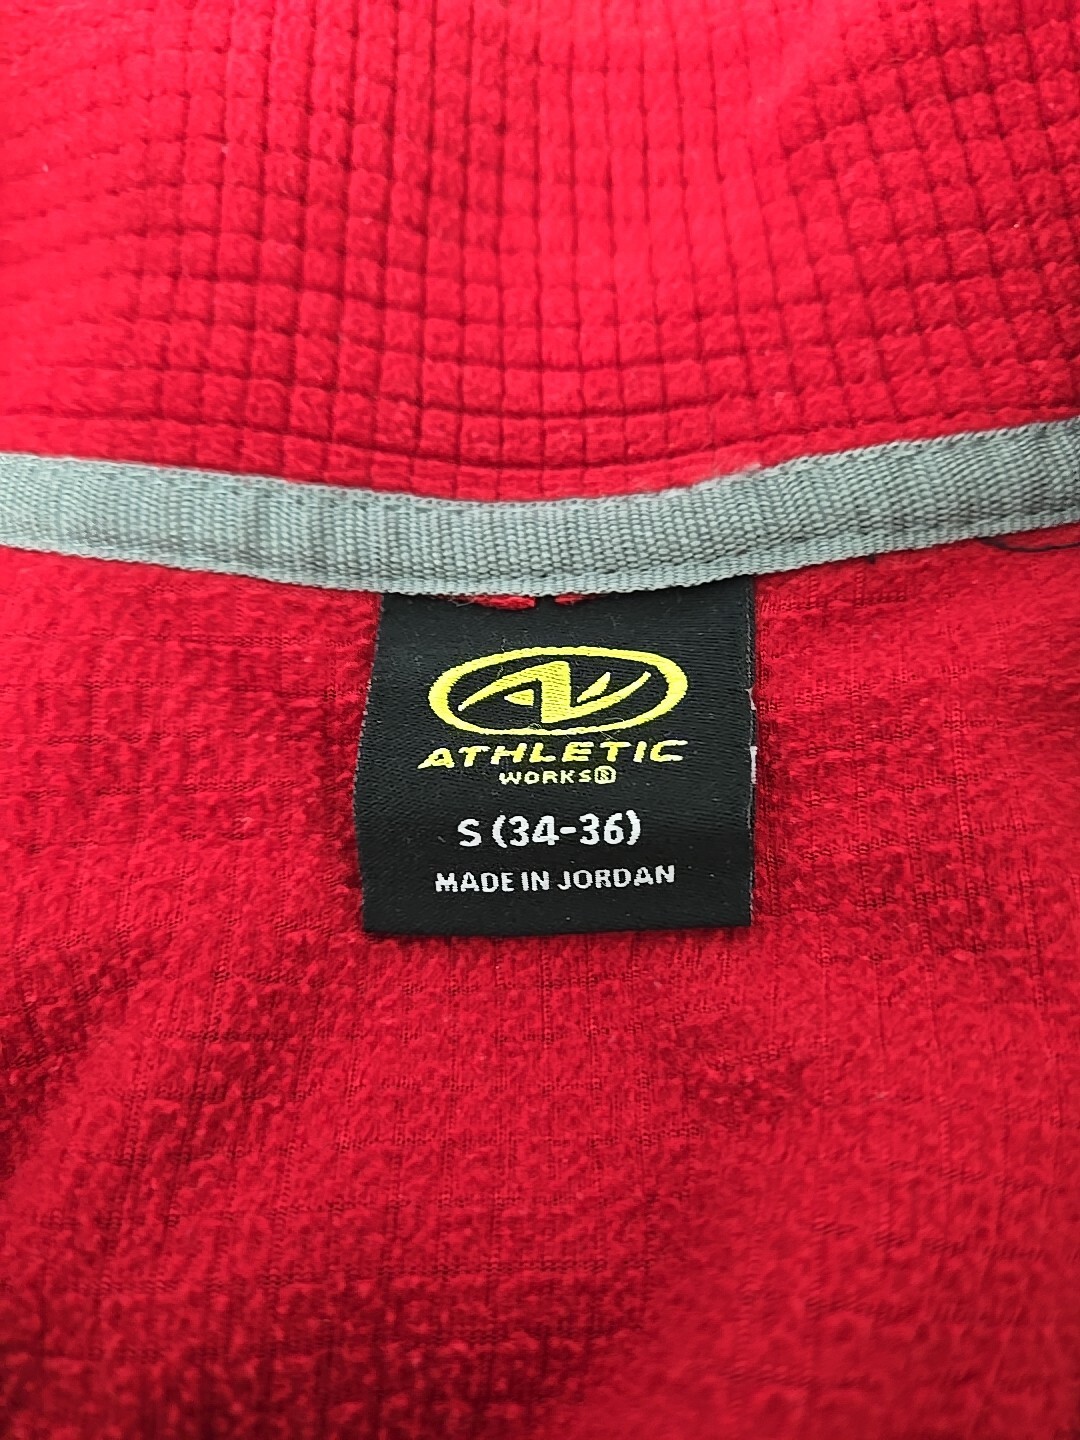 ATHLETIC
WORKS®
S (34-36)
MADE IN JORDAN